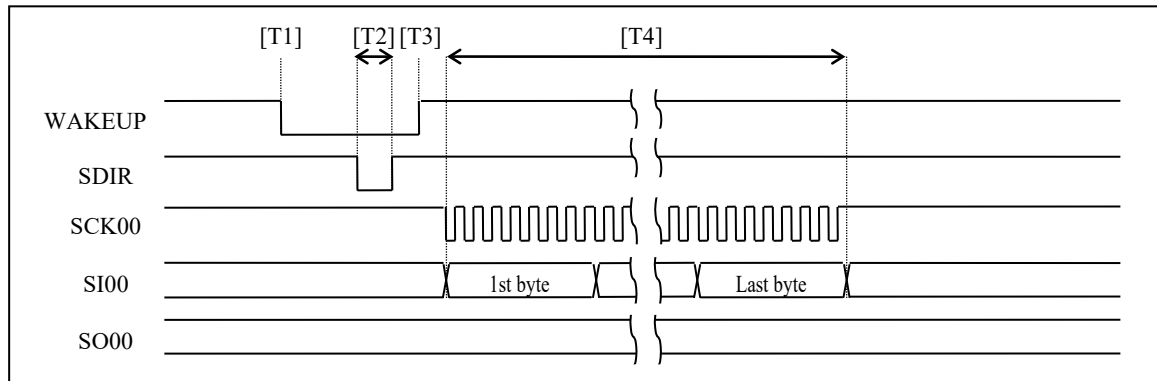 [T1] [T2] [T3] [T4]
WAKEUP
SDIR
SCK00
SI00 1st byte Last byte
SO00